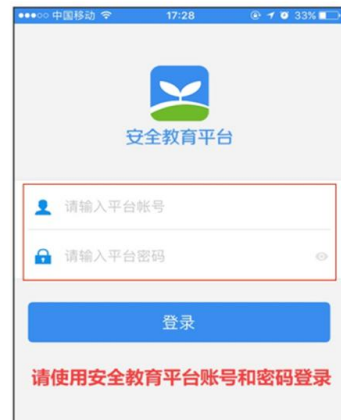 中国移动 17:28 33%
安全教育平台
请输入平台帐号
请输入平台密码
登录
请使用安全教育平台账号和密码登录